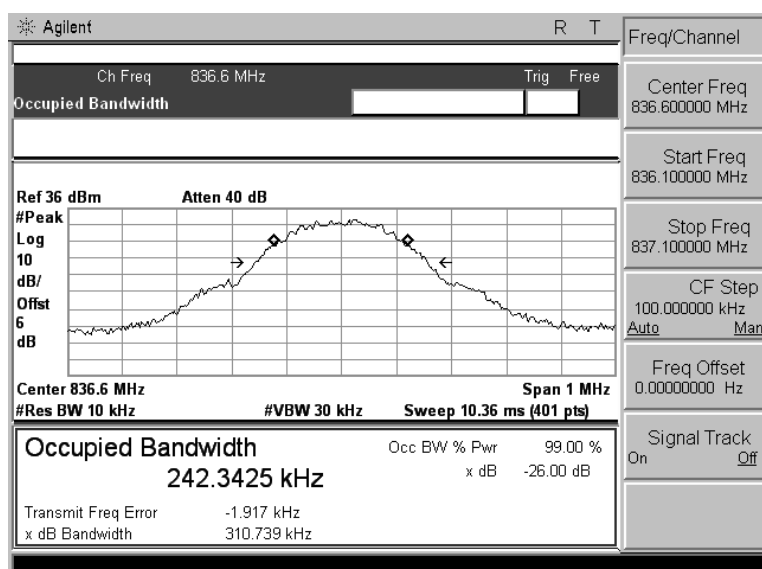 Agilent R T
Freq/Channel
Ch Freq 836.6 MHz Trig Free
Occupied Bandwidth
Center Freq
836.600000 MHz
Start Freq
836.100000 MHz
Stop Freq
837.100000 MHz
CF Step
100.000000 kHz
Auto Man
Freq Offset
0.00000000 Hz
Signal Track
On Off
Ref 36 dBm Atten 40 dB
#Peak
Log
10
dB/
Offst
6
dB
Center 836.6 MHz Span 1 MHz
#Res BW 10 kHz #VBW 30 kHz Sweep 10.36 ms (401 pts)
Occupied Bandwidth Occ BW % Pwr 99.00 %
242.3425 kHz x dB -26.00 dB
Transmit Freq Error -1.917 kHz
x dB Bandwidth 310.739 kHz